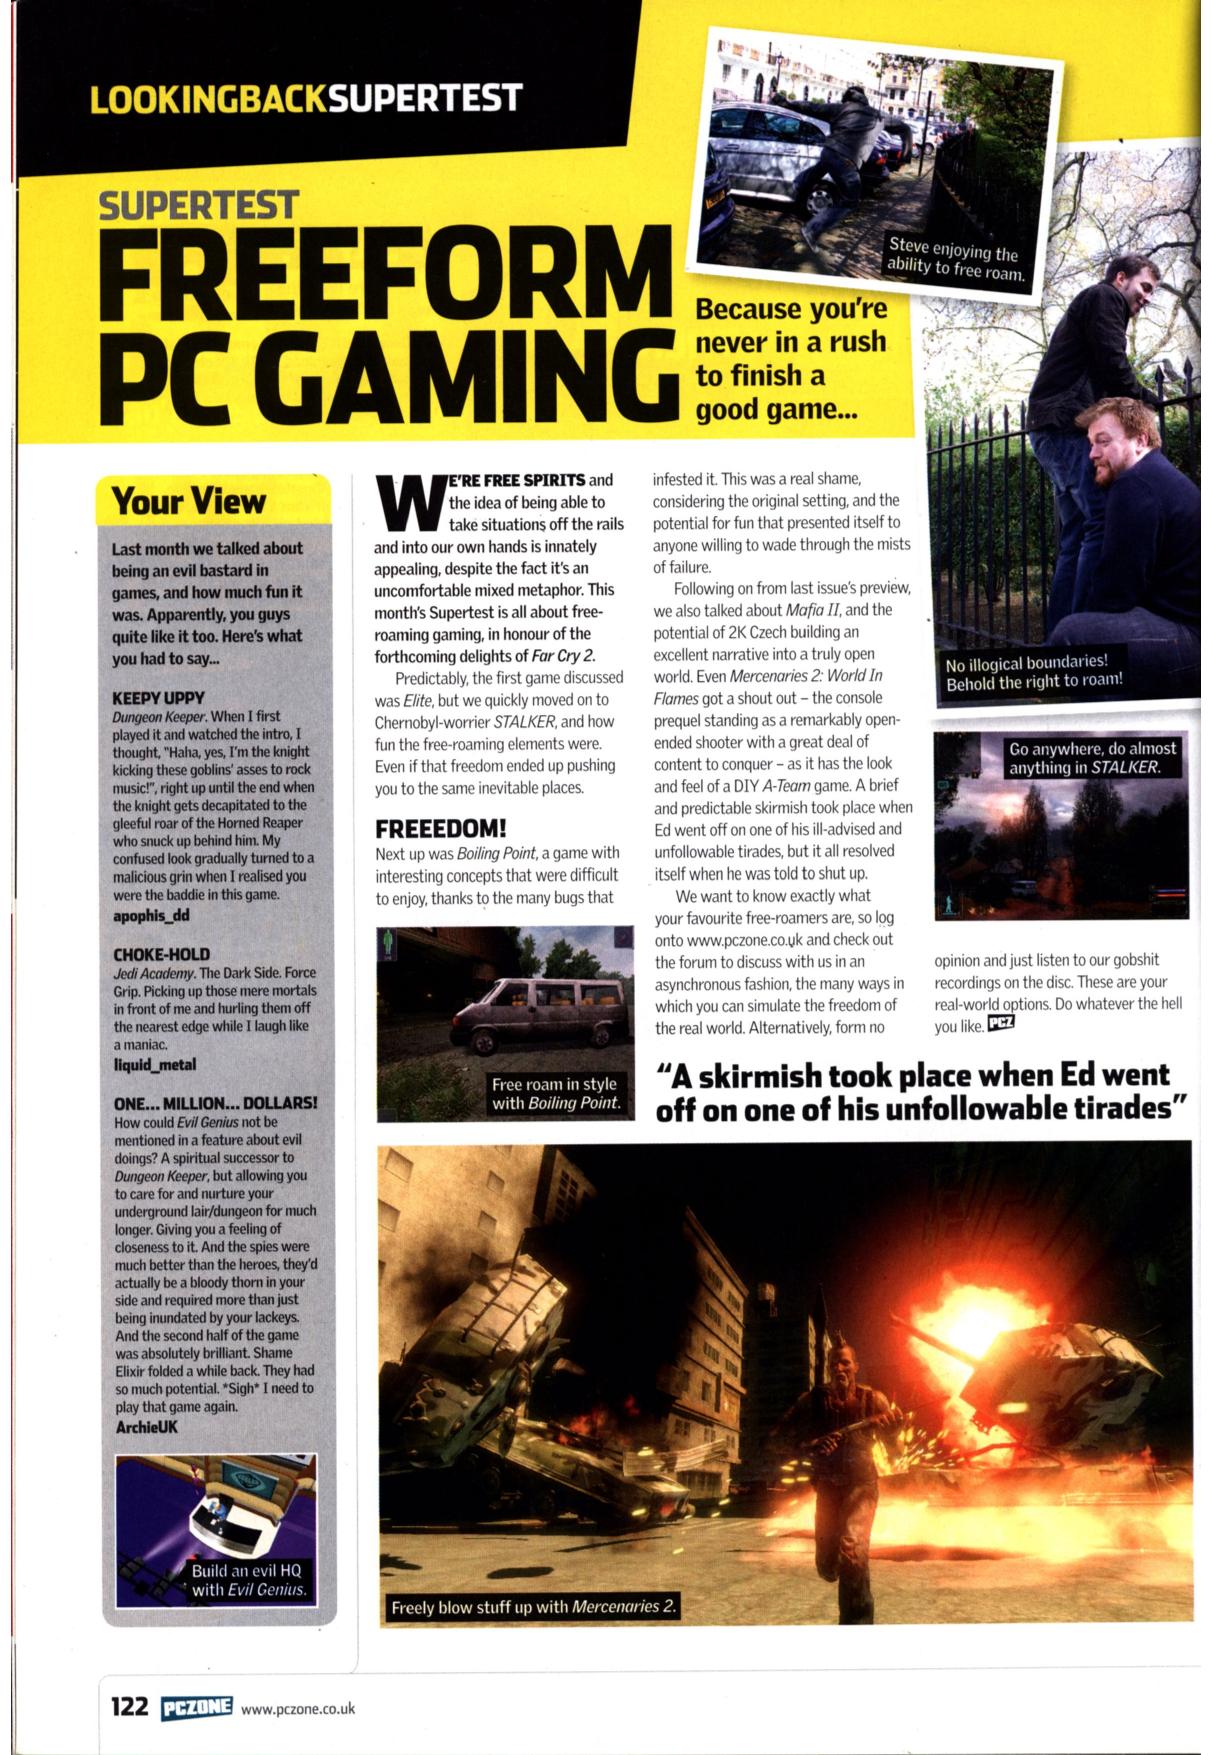 LOOKINGBACKSUPERTEST
SUPERTEST
FREEFORM
PC GAMING
Because you're
never in a rush
to finish a
good game...
Steve enjoying the
ability to free roam.
No illogical boundaries!
Behold the right to roam!
Your View
Last month we talked about
being an evil bastard in
games, and how much fun it
was. Apparently, you guys
quite like it too. Here's what
you had to say...
KEEPY UPPY
Dungeon Keeper. When I first
played it and watched the intro, I
thought, "Haha, yes, I'm the knight
kicking these goblins' asses to rock
music!", right up until the end when
the knight gets decapitated to the
gleeful roar of the Horned Reaper
who snuck up behind him. My
confused look gradually turned to a
malicious grin when I realised you
were the baddie in this game.
apophis_dd
CHOKE-HOLD
Jedi Academy. The Dark Side. Force
Grip. Picking up those mere mortals
in front of me and hurling them off
the nearest edge while I laugh like
a maniac.
liquid_metal
ONE... MILLION... DOLLARS!
How could Evil Genius not be
mentioned in a feature about evil
doings? A spiritual successor to
Dungeon Keeper, but allowing you
to care for and nurture your
underground lair/dungeon for much
longer. Giving you a feeling of
closeness to it. And the spies were
much better than the heroes, they'd
actually be a bloody thorn in your
side and required more than just
being inundated by your lackeys.
And the second half of the game
was absolutely brilliant. Shame
Elixir folded a while back. They had
so much potential. *Sigh* I need to
play that game again.
ArchieUK
Build an evil HQ
with Evil Genius.
WE'RE FREE SPIRITS and
the idea of being able to
take situations off the rails
and into our own hands is innately
appealing, despite the fact it's an
uncomfortable mixed metaphor. This
month's Supertest is all about free-
roaming gaming, in honour of the
forthcoming delights of Far Cry 2.
Predictably, the first game discussed
was Elite, but we quickly moved on to
Chernobyl-worrier STALKER, and how
fun the free-roaming elements were.
Even if that freedom ended up pushing
you to the same inevitable places.
FREEEDOM!
Next up was Boiling Point, a game with
interesting concepts that were difficult
to enjoy, thanks to the many bugs that
Free roam in style
with Boiling Point.
infested it. This was a real shame,
considering the original setting, and the
potential for fun that presented itself to
anyone willing to wade through the mists
of failure.
Following on from last issue's preview,
we also talked about Mafia II, and the
potential of 2K Czech building an
excellent narrative into a truly open
world. Even Mercenaries 2: World In
Flames got a shout out – the console
prequel standing as a remarkably open-
ended shooter with a great deal of
content to conquer – as it has the look
and feel of a DIY A-Team game. A brief
and predictable skirmish took place when
Ed went off on one of his ill-advised and
unfollowable tirades, but it all resolved
itself when he was told to shut up.
We want to know exactly what
your favourite free-roamers are, so log
onto www.pczone.co.uk and check out
the forum to discuss with us in an
asynchronous fashion, the many ways in
which you can simulate the freedom of
the real world. Alternatively, form no
Go anywhere, do almost
anything in STALKER.
opinion and just listen to our gobshit
recordings on the disc. These are your
real-world options. Do whatever the hell
you like. PCZ
"A skirmish took place when Ed went
off on one of his unfollowable tirades"
Freely blow stuff up with Mercenaries 2.
122 PCZONE www.pczone.co.uk